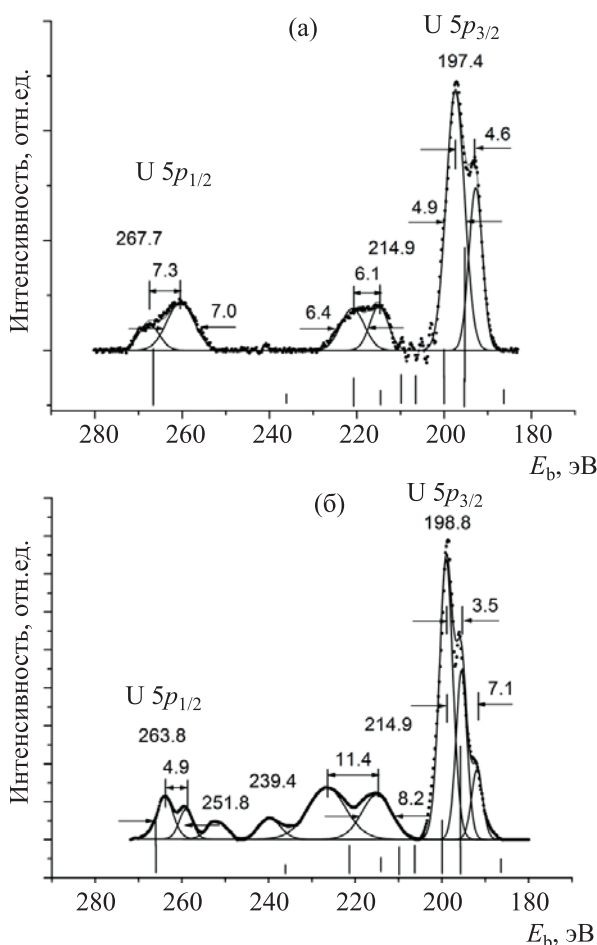 (а)
U 5p3/2
197.4
4.6
U 5p1/2
4.9
267.7
214.9
7.3
6.1
7.0
6.4
Интенсивность, отн.ед.
280 260 240 220 200 180
Eb, эВ
(б)
U 5p3/2
198.8
3.5
U 5p1/2
7.1
263.8
214.9
4.9
11.4
239.4
251.8
8.2
Интенсивность, отн.ед.
280 260 240 220 200 180
Eb, эВ